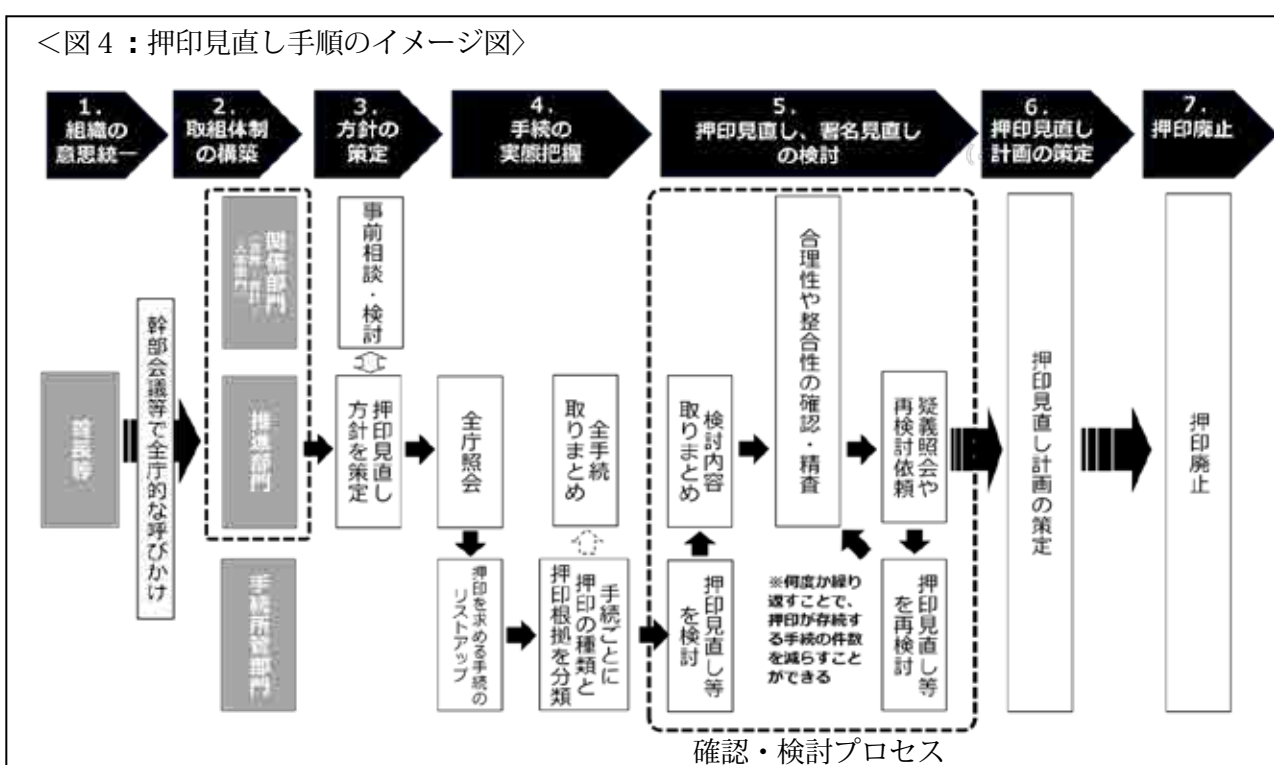 ＜図４：押印見直し手順のイメージ図〉
1.
組織の
意思統一
2.
取組体制
の構築
3.
方針の
策定
4.
手続の
実態把握
5.
押印見直し、署名見直し
の検討
6.
押印見直し
計画の策定
7.
押印廃止
首長等
幹部会議等で全庁的な呼びかけ
関係部門
推進部門
手続所管部門
事前相談・検討
押印見直し
方針を策定
全庁照会
押印を求める手続の
リストアップ
全手続
取りまとめ
手続ごとに
押印の種類と
押印根拠を分類
検討内容
取りまとめ
押印見直し等
を検討
合理性や整合性の確認・精査
※何度か繰り
返すことで、
押印が存続す
る手続の件数
を減らすこと
ができる
疑義照会や
再検討依頼
押印見直し等
を再検討
押印見直し計画の策定
押印廃止
確認・検討プロセス